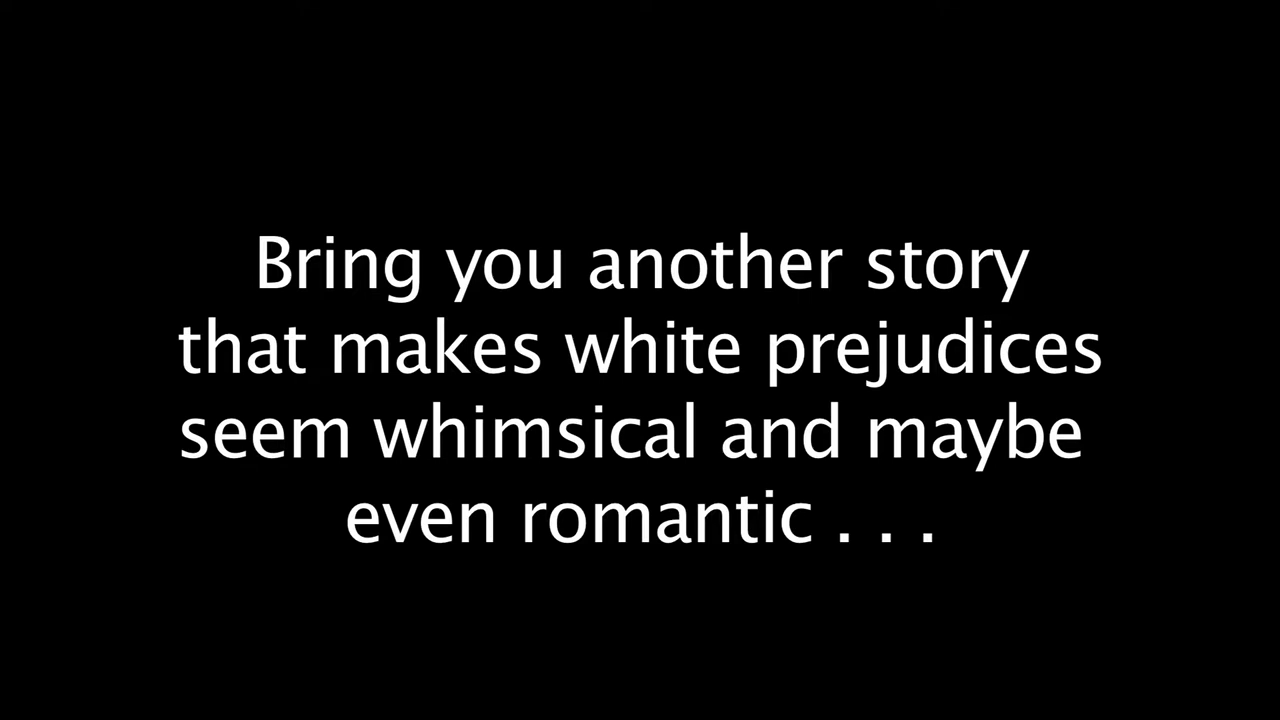 Bring you another story
that makes white prejudices
seem whimsical and maybe
even romantic . . .